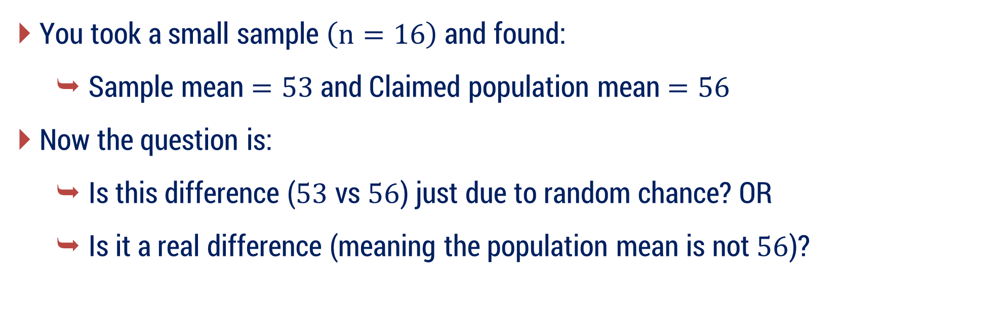 You took a small sample (n = 16) and found:
Sample mean = 53 and Claimed population mean = 56
Now the question is:
Is this difference (53 vs 56) just due to random chance? OR
Is it a real difference (meaning the population mean is not 56)?